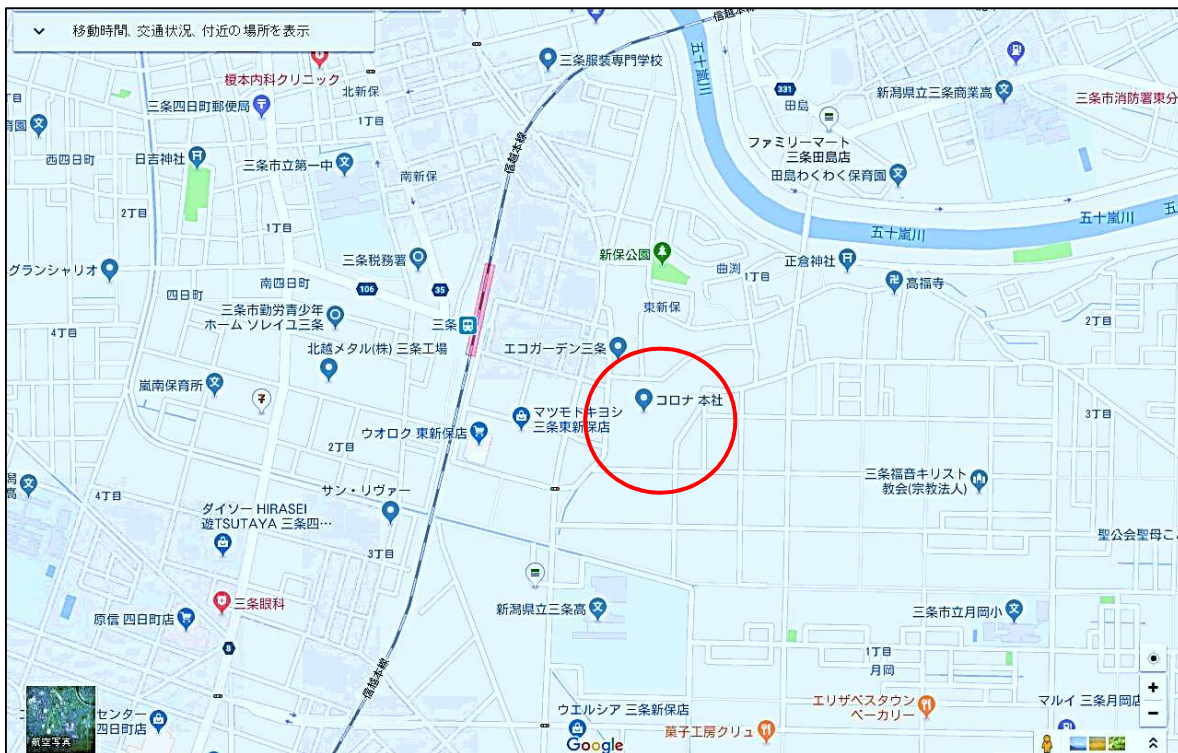 移動時間、交通状況、付近の場所を表示
信越本線
五十嵐川
榎本内科クリニック
三条服装専門学校
北新保
三条四日町郵便局
1丁目
331
田島
新潟県立三条商業高
三条市消防署東分
育園
ファミリーマート
三条田島店
西四日町
日吉神社
三条市立第一中
信越本線
田島わくわく保育園
南新保
2丁目
五十嵐川
五
1丁目
五十嵐川
新保公園
グランシャリオ
三条税務署
曲渕
1丁目
正倉神社
高福寺
南四日町
四日町
106
35
東新保
三条市勤労青少年
ホーム ソレイユ三条
三条
2丁目
4丁目
北越メタル(株) 三条工場
エコガーデン三条
嵐南保育所
コロナ 本社
マツモトキヨシ
三条東新保店
3丁目
ウオロク 東新保店
2丁目
三条福音キリスト
教会(宗教法人)
高
4丁目
サン・リヴァー
ダイソー HIRASEI
遊TSUTAYA 三条四…
聖公会聖母こ
3丁目
三条眼科
新潟県立三条高
三条市立月岡小
原信 四日町店
8
1丁目
月岡
信越本線
エリザベスタウン
ベーカリー
マルイ 三条月岡店
センター
四日町店
ウエルシア 三条新保店
菓子工房クリュ
航空写真
Google